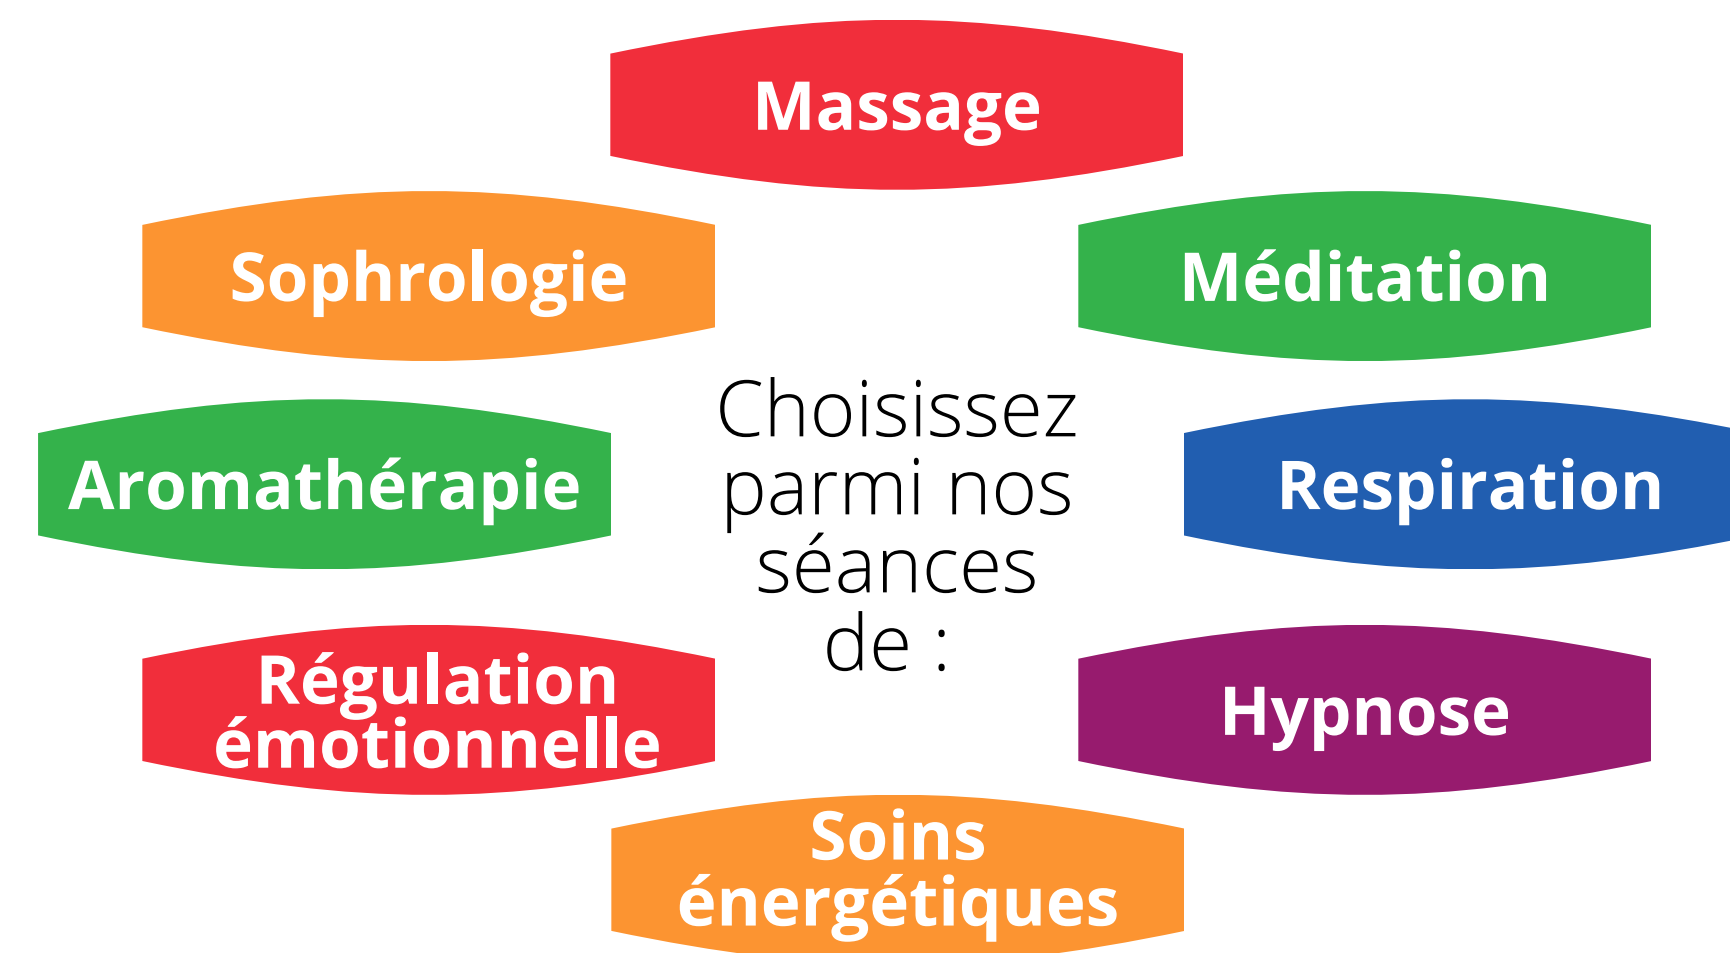 Massage
Sophrologie
Méditation
Choisissez
parmi nos
séances
de :
Aromathérapie
Respiration
Régulation
émotionnelle
Hypnose
Soins
énergétiques